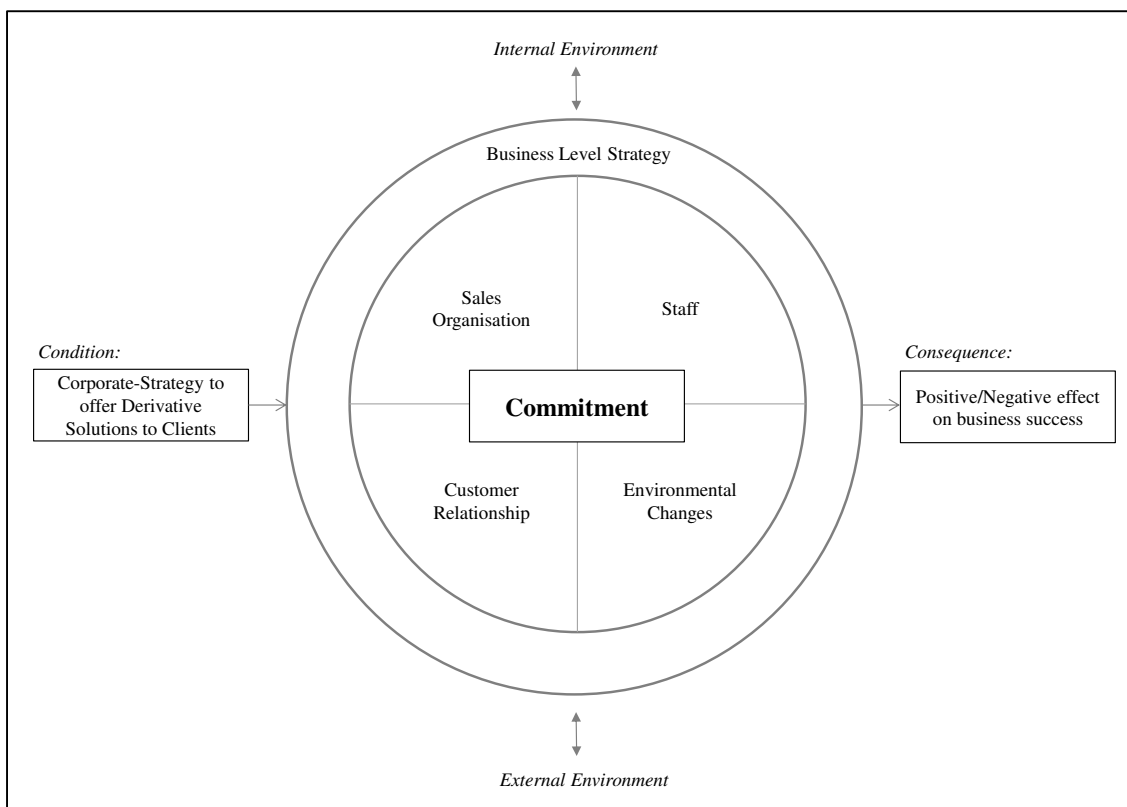 Internal Environment
Business Level Strategy
Sales
Organisation
Staff
Condition:
Corporate-Strategy to
offer Derivative
Solutions to Clients
Commitment
Consequence:
Positive/Negative effect
on business success
Customer
Relationship
Environmental
Changes
External Environment